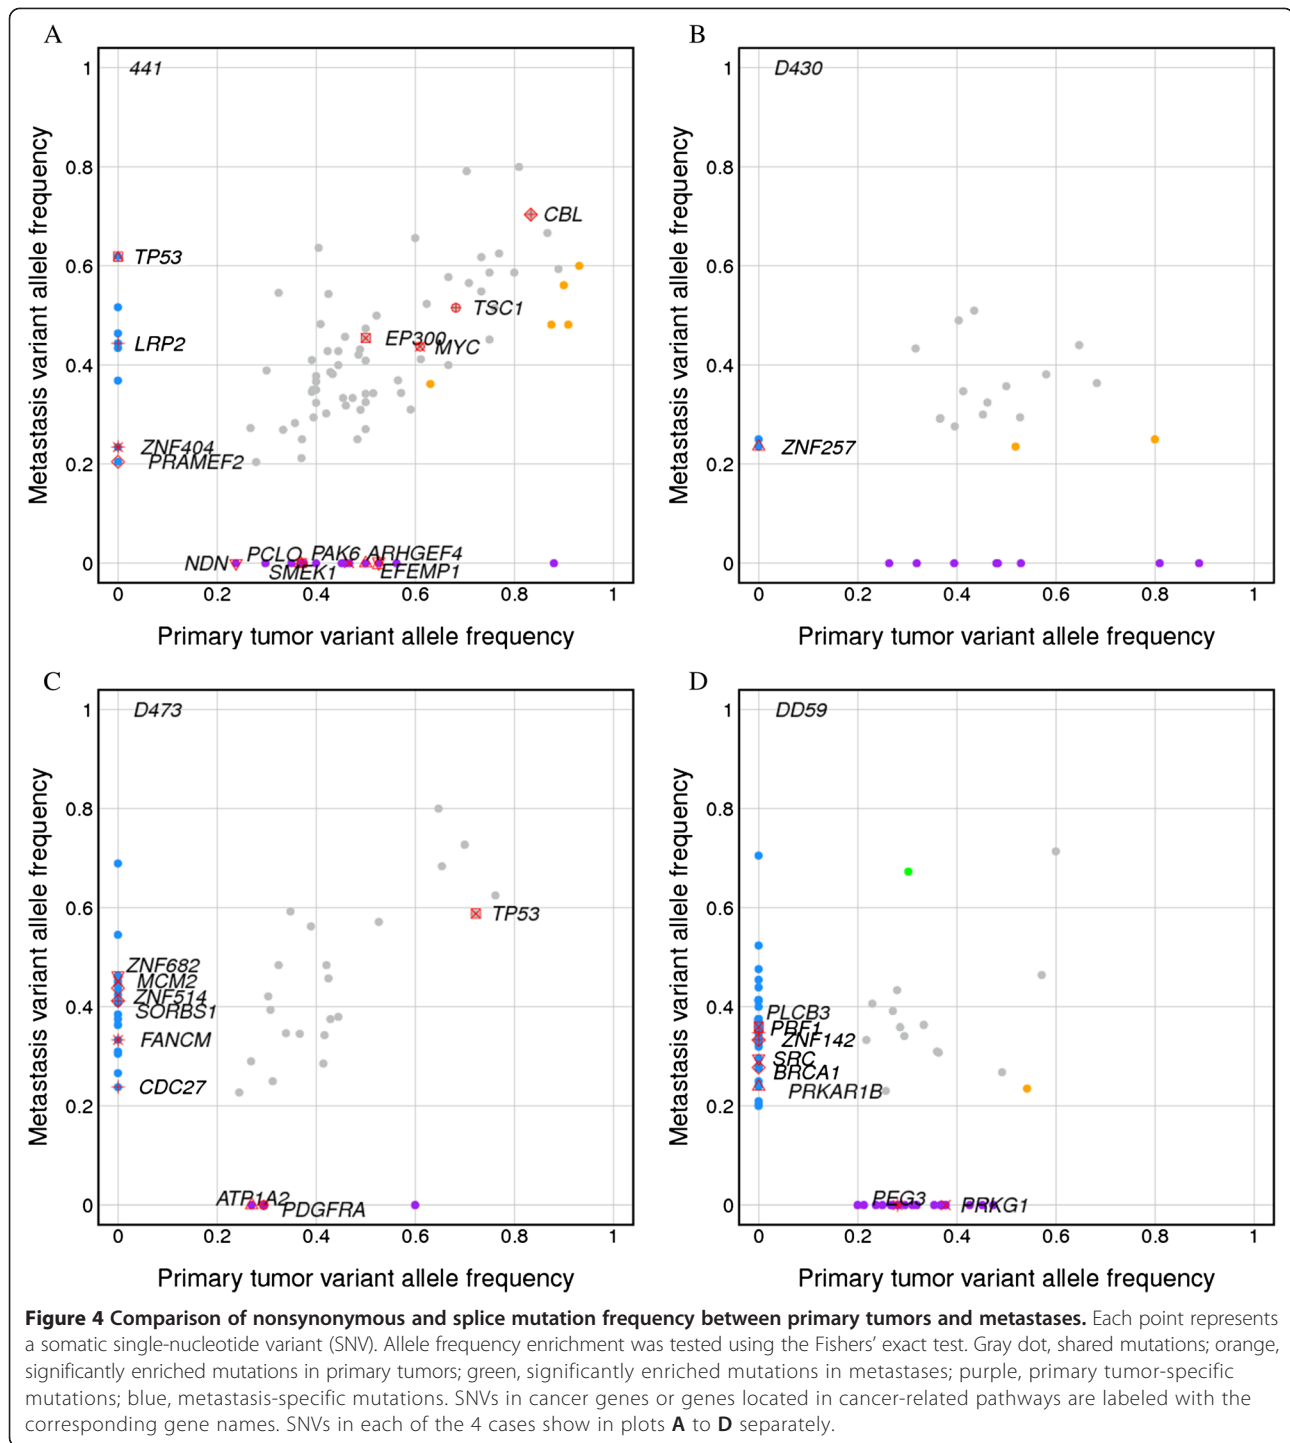 A
441
1
0.8
0.6
0.4
0.2
0
Metastasis variant allele frequency
CBL
TP53
TSC1
EP300
LRP2
MYC
ZNF404
PRAMEF2
PCLO PAK6 ARHGEF4
NDN
SMEK1 EFEMP1
0 0.2 0.4 0.6 0.8 1
Primary tumor variant allele frequency
B
D430
1
0.8
0.6
0.4
0.2
0
Metastasis variant allele frequency
ZNF257
0 0.2 0.4 0.6 0.8 1
Primary tumor variant allele frequency
C
D473
1
0.8
0.6
0.4
0.2
0
Metastasis variant allele frequency
TP53
ZNF682
MCM2
ZNF514
SORBS1
FANCM
CDC27
ATP1A2
PDGFRA
0 0.2 0.4 0.6 0.8 1
Primary tumor variant allele frequency
D
DD59
1
0.8
0.6
0.4
0.2
0
Metastasis variant allele frequency
PLCB3
ZNF142
SRC
BRCA1
PRKAR1B
PEG3
PRKG1
0 0.2 0.4 0.6 0.8 1
Primary tumor variant allele frequency
Figure 4 Comparison of nonsynonymous and splice mutation frequency between primary tumors and metastases. Each point represents
a somatic single-nucleotide variant (SNV). Allele frequency enrichment was tested using the Fishers' exact test. Gray dot, shared mutations; orange,
significantly enriched mutations in primary tumors; green, significantly enriched mutations in metastases; purple, primary tumor-specific
mutations; blue, metastasis-specific mutations. SNVs in cancer genes or genes located in cancer-related pathways are labeled with the
corresponding gene names. SNVs in each of the 4 cases show in plots A to D separately.